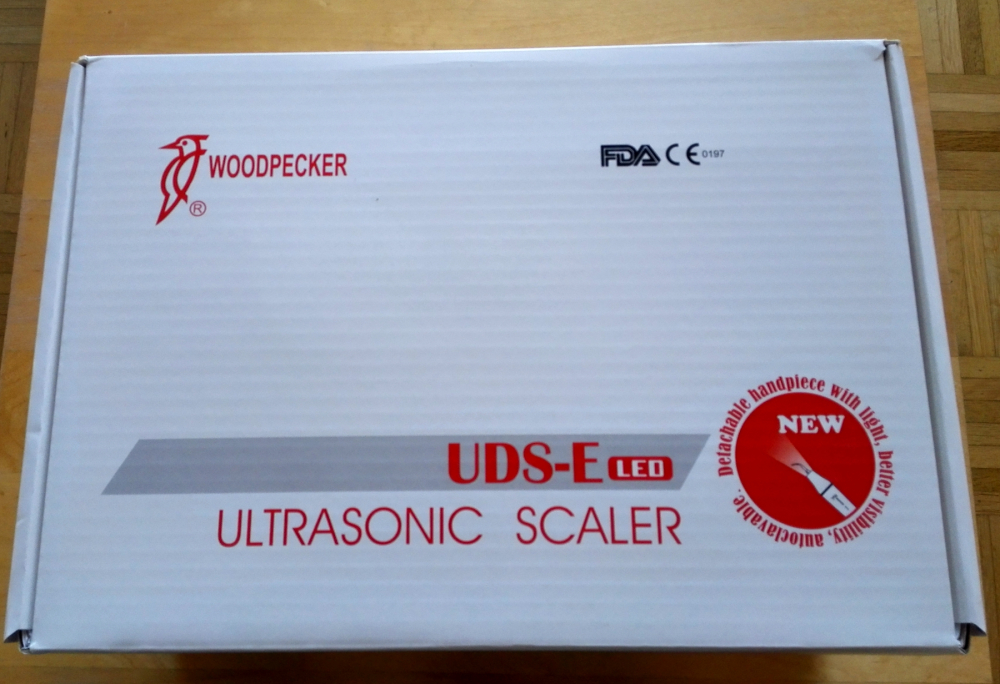 WOODPECKER
®
FDA CE 0197
UDS-E LED
ULTRASONIC SCALER
Detachable handpiece with light, better visibility, autoclavable.
NEW